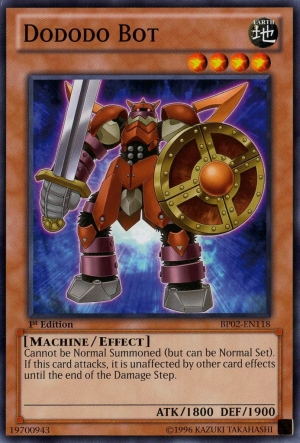 DODODO BOT
EARTH
地
1st Edition
BP02-EN118
[MACHINE / EFFECT]
Cannot be Normal Summoned (but can be Normal Set).
If this card attacks, it is unaffected by other card effects
until the end of the Damage Step.
ATK/1800 DEF/1900
19700943
©1996 KAZUKI TAKAHASHI